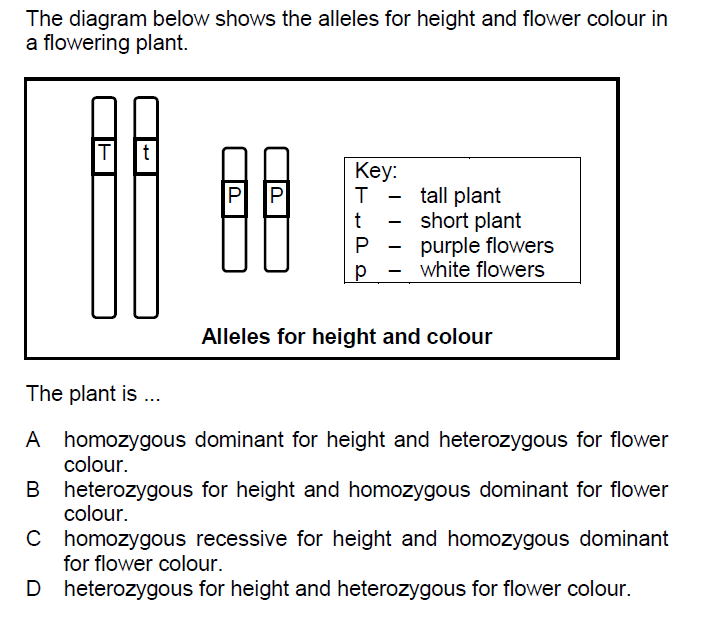 The diagram below shows the alleles for height and flower colour in
a flowering plant.
T t
P P
Key:
T – tall plant
t – short plant
P – purple flowers
p – white flowers
Alleles for height and colour
The plant is ...
A homozygous dominant for height and heterozygous for flower
colour.
B heterozygous for height and homozygous dominant for flower
colour.
C homozygous recessive for height and homozygous dominant
for flower colour.
D heterozygous for height and heterozygous for flower colour.